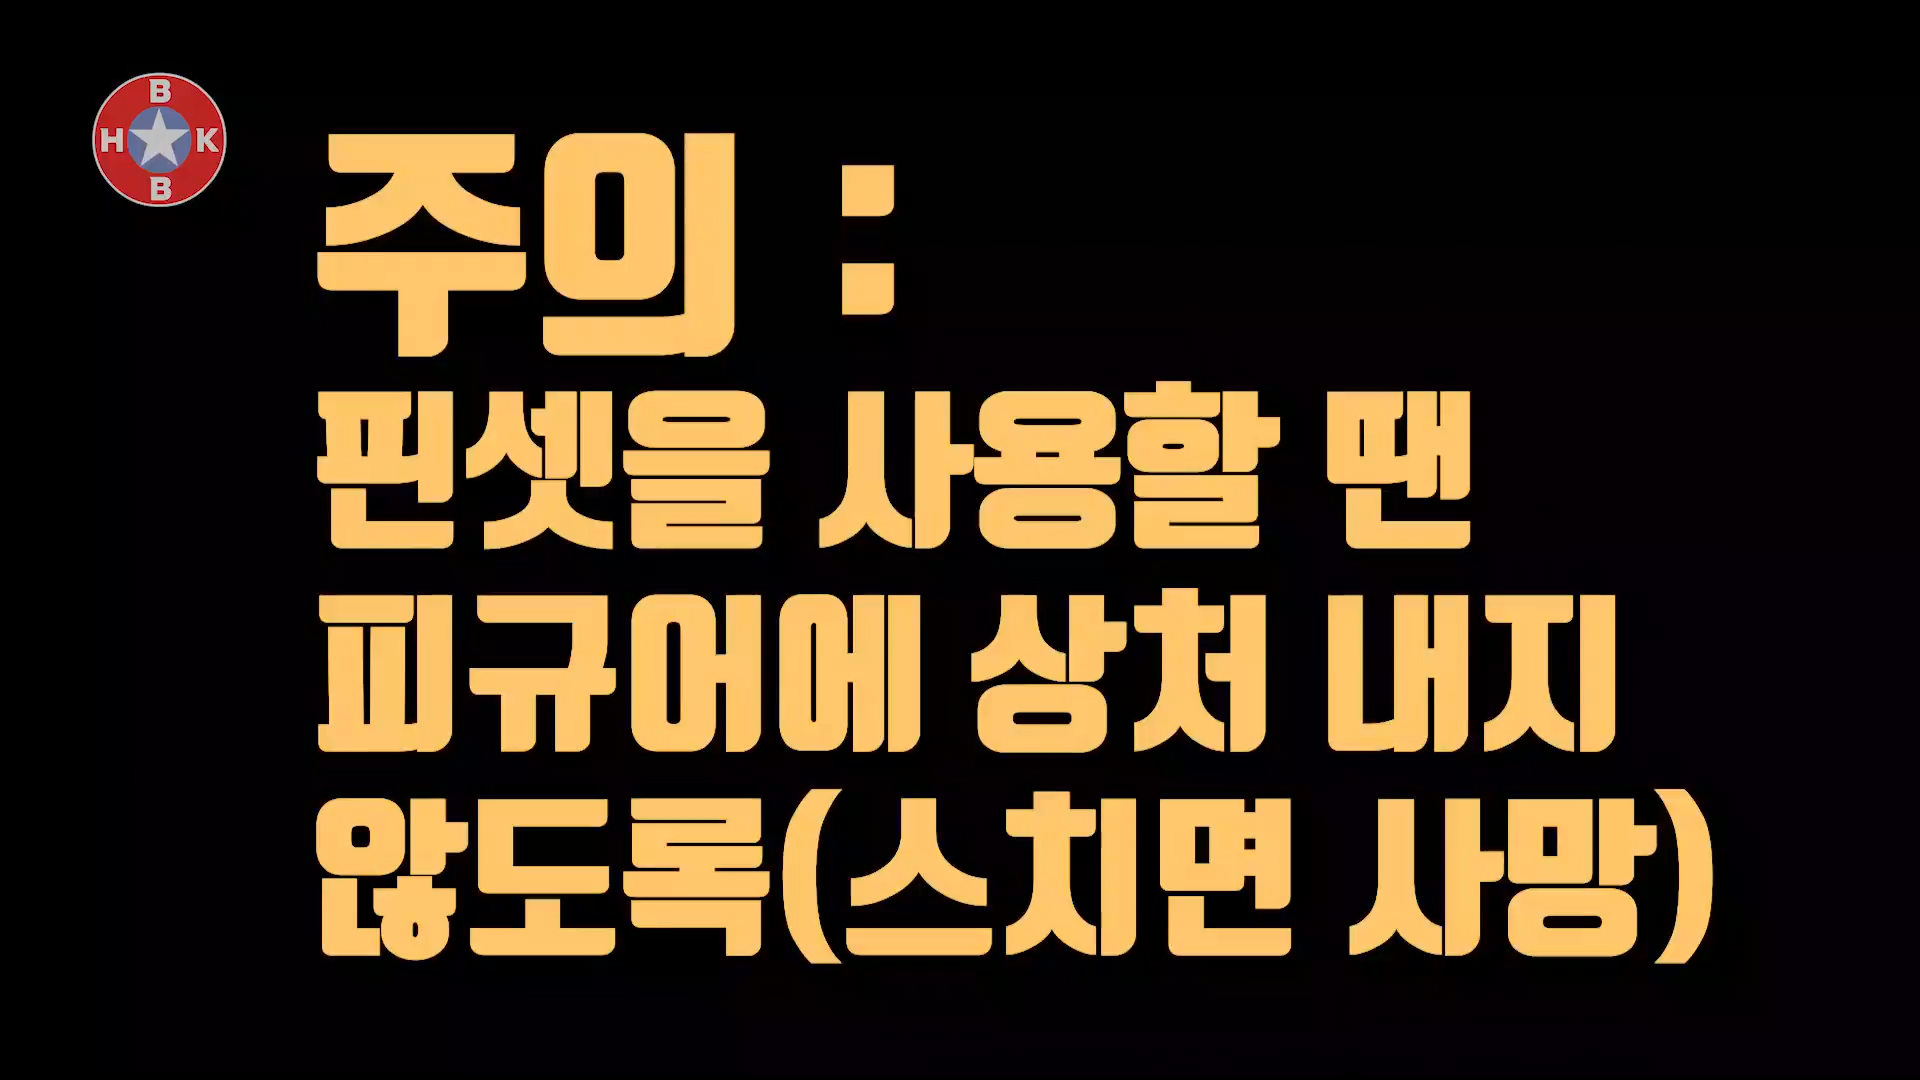 B
H K
B
주의 :
핀셋을 사용할 땐
피규어에 상처 내지
않도록(스치면 사망)